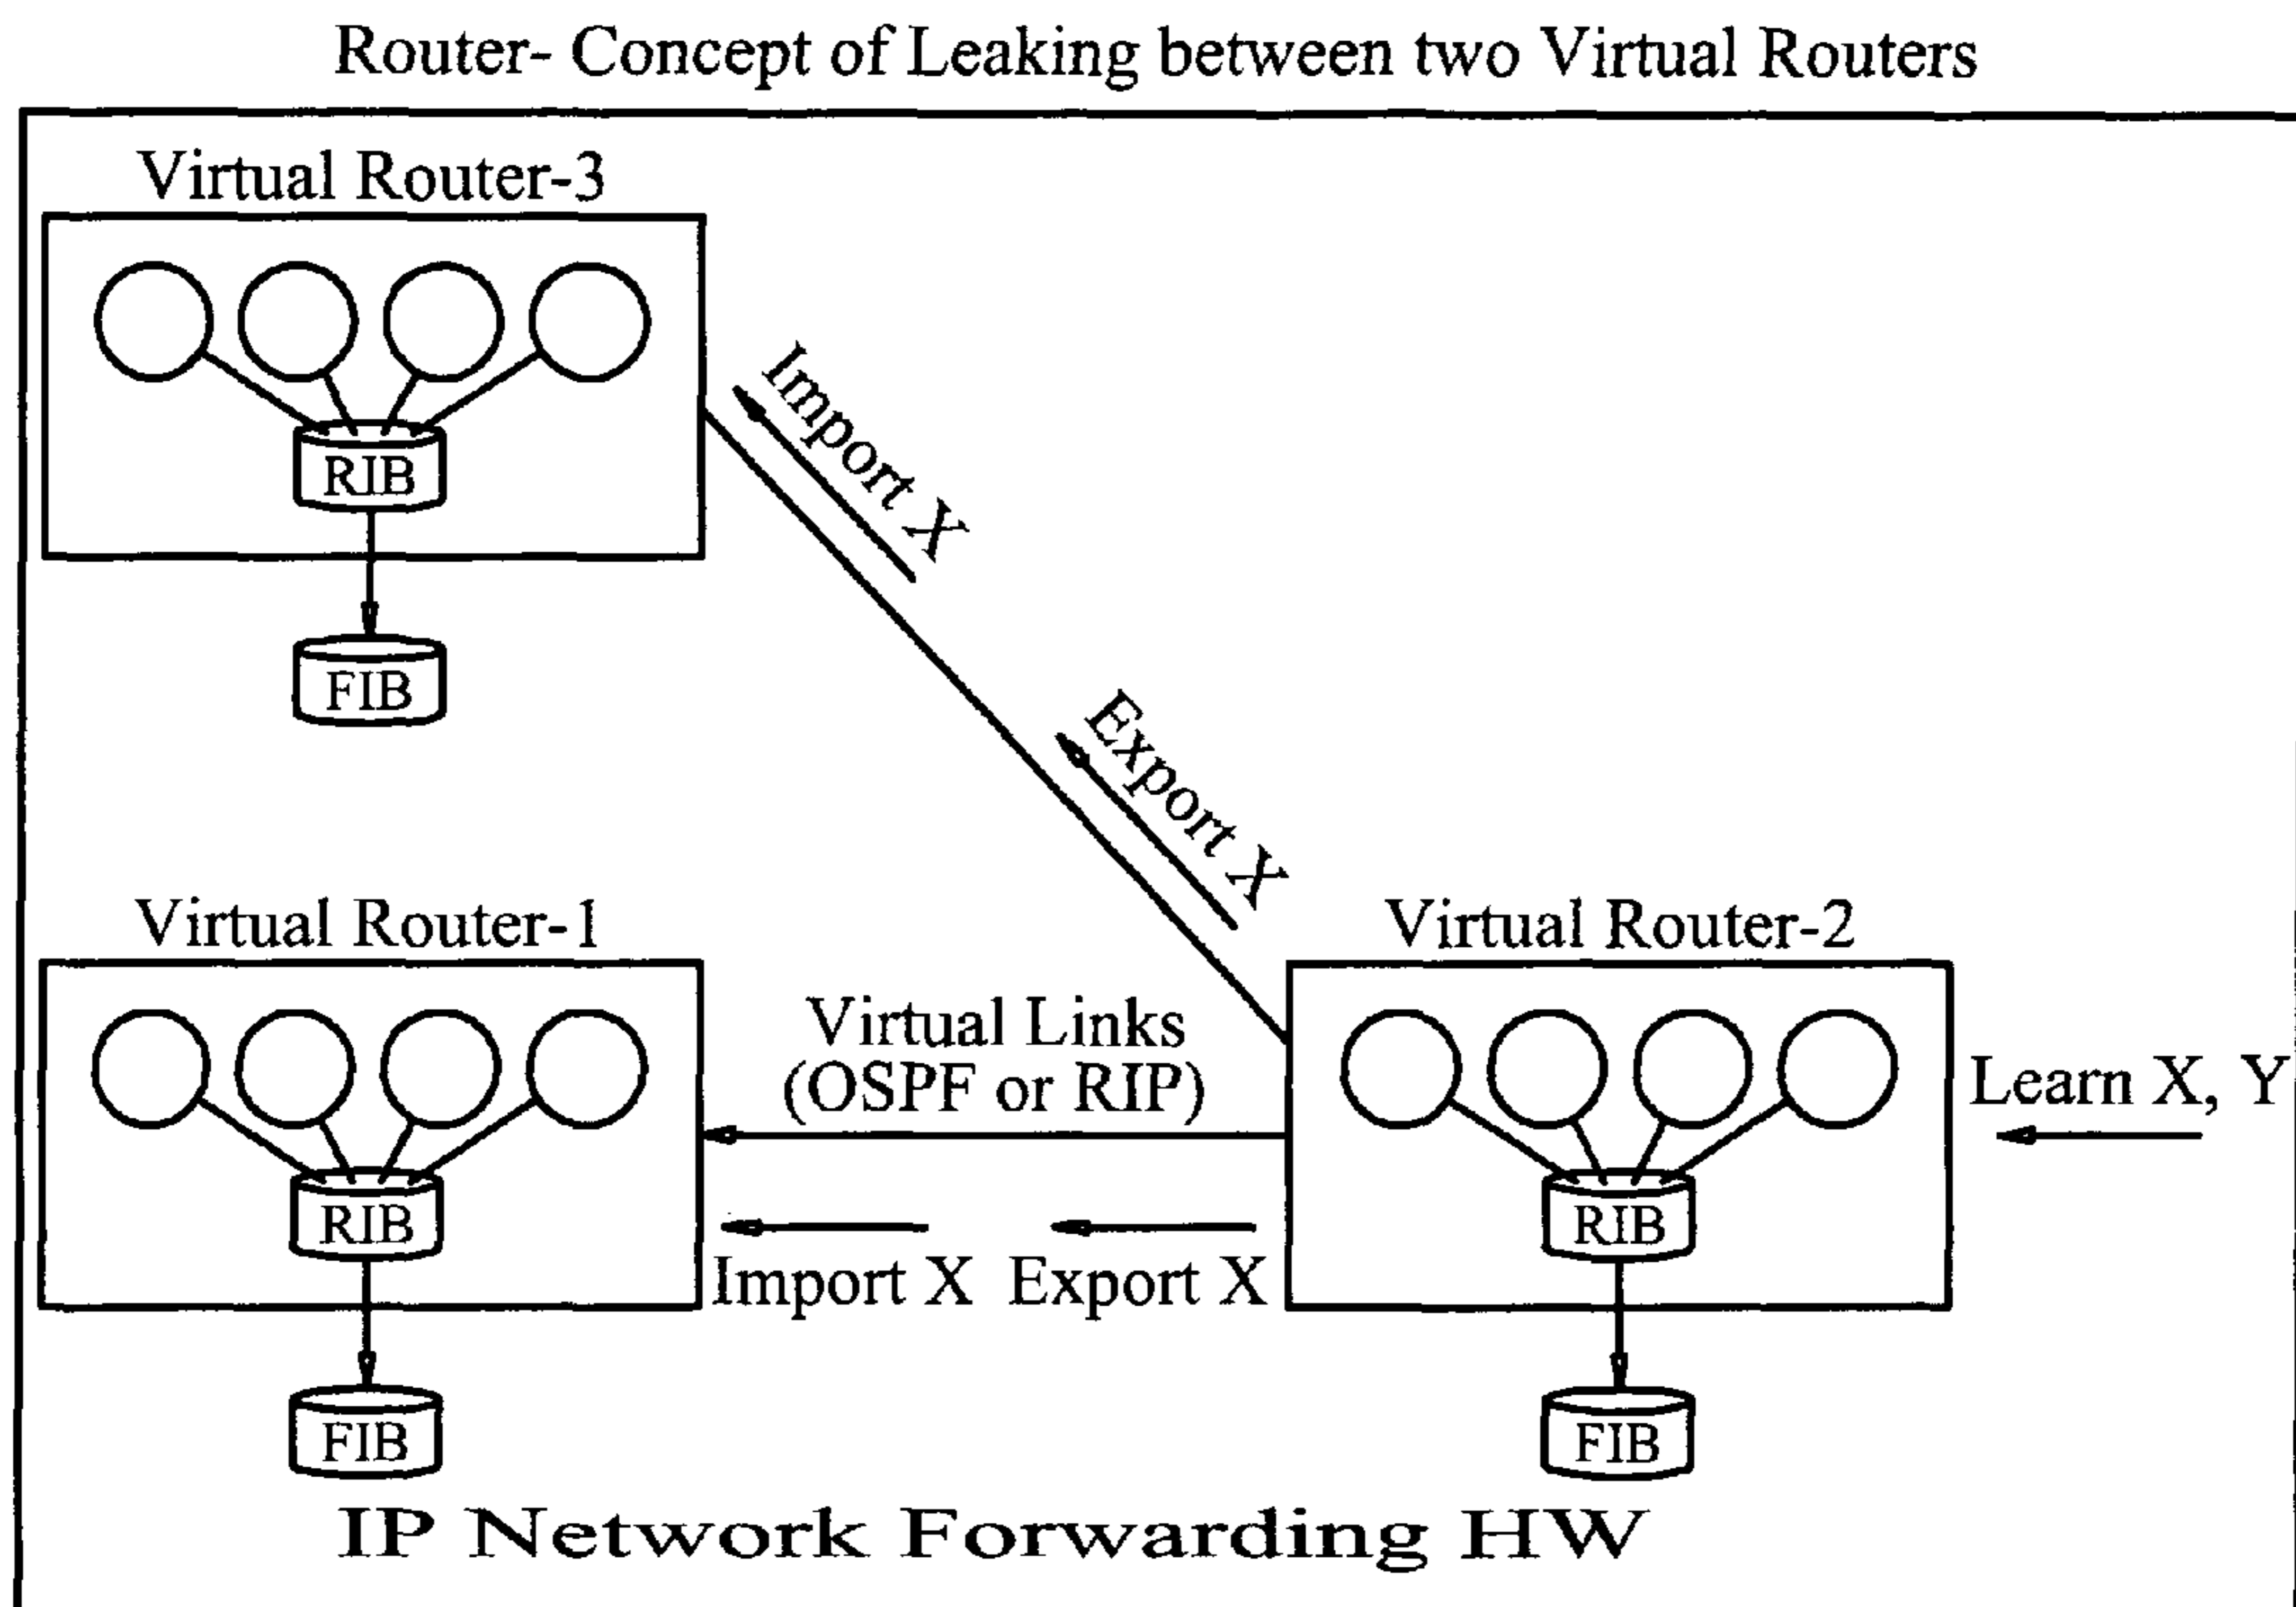 Router- Concept of Leaking between two Virtual Routers
Virtual Router-3
RIB
FIB
Import X
Export X
Virtual Router-1
RIB
FIB
Virtual Links
(OSPF or RIP)
Import X
Export X
Virtual Router-2
RIB
FIB
Learn X, Y
IP Network Forwarding HW